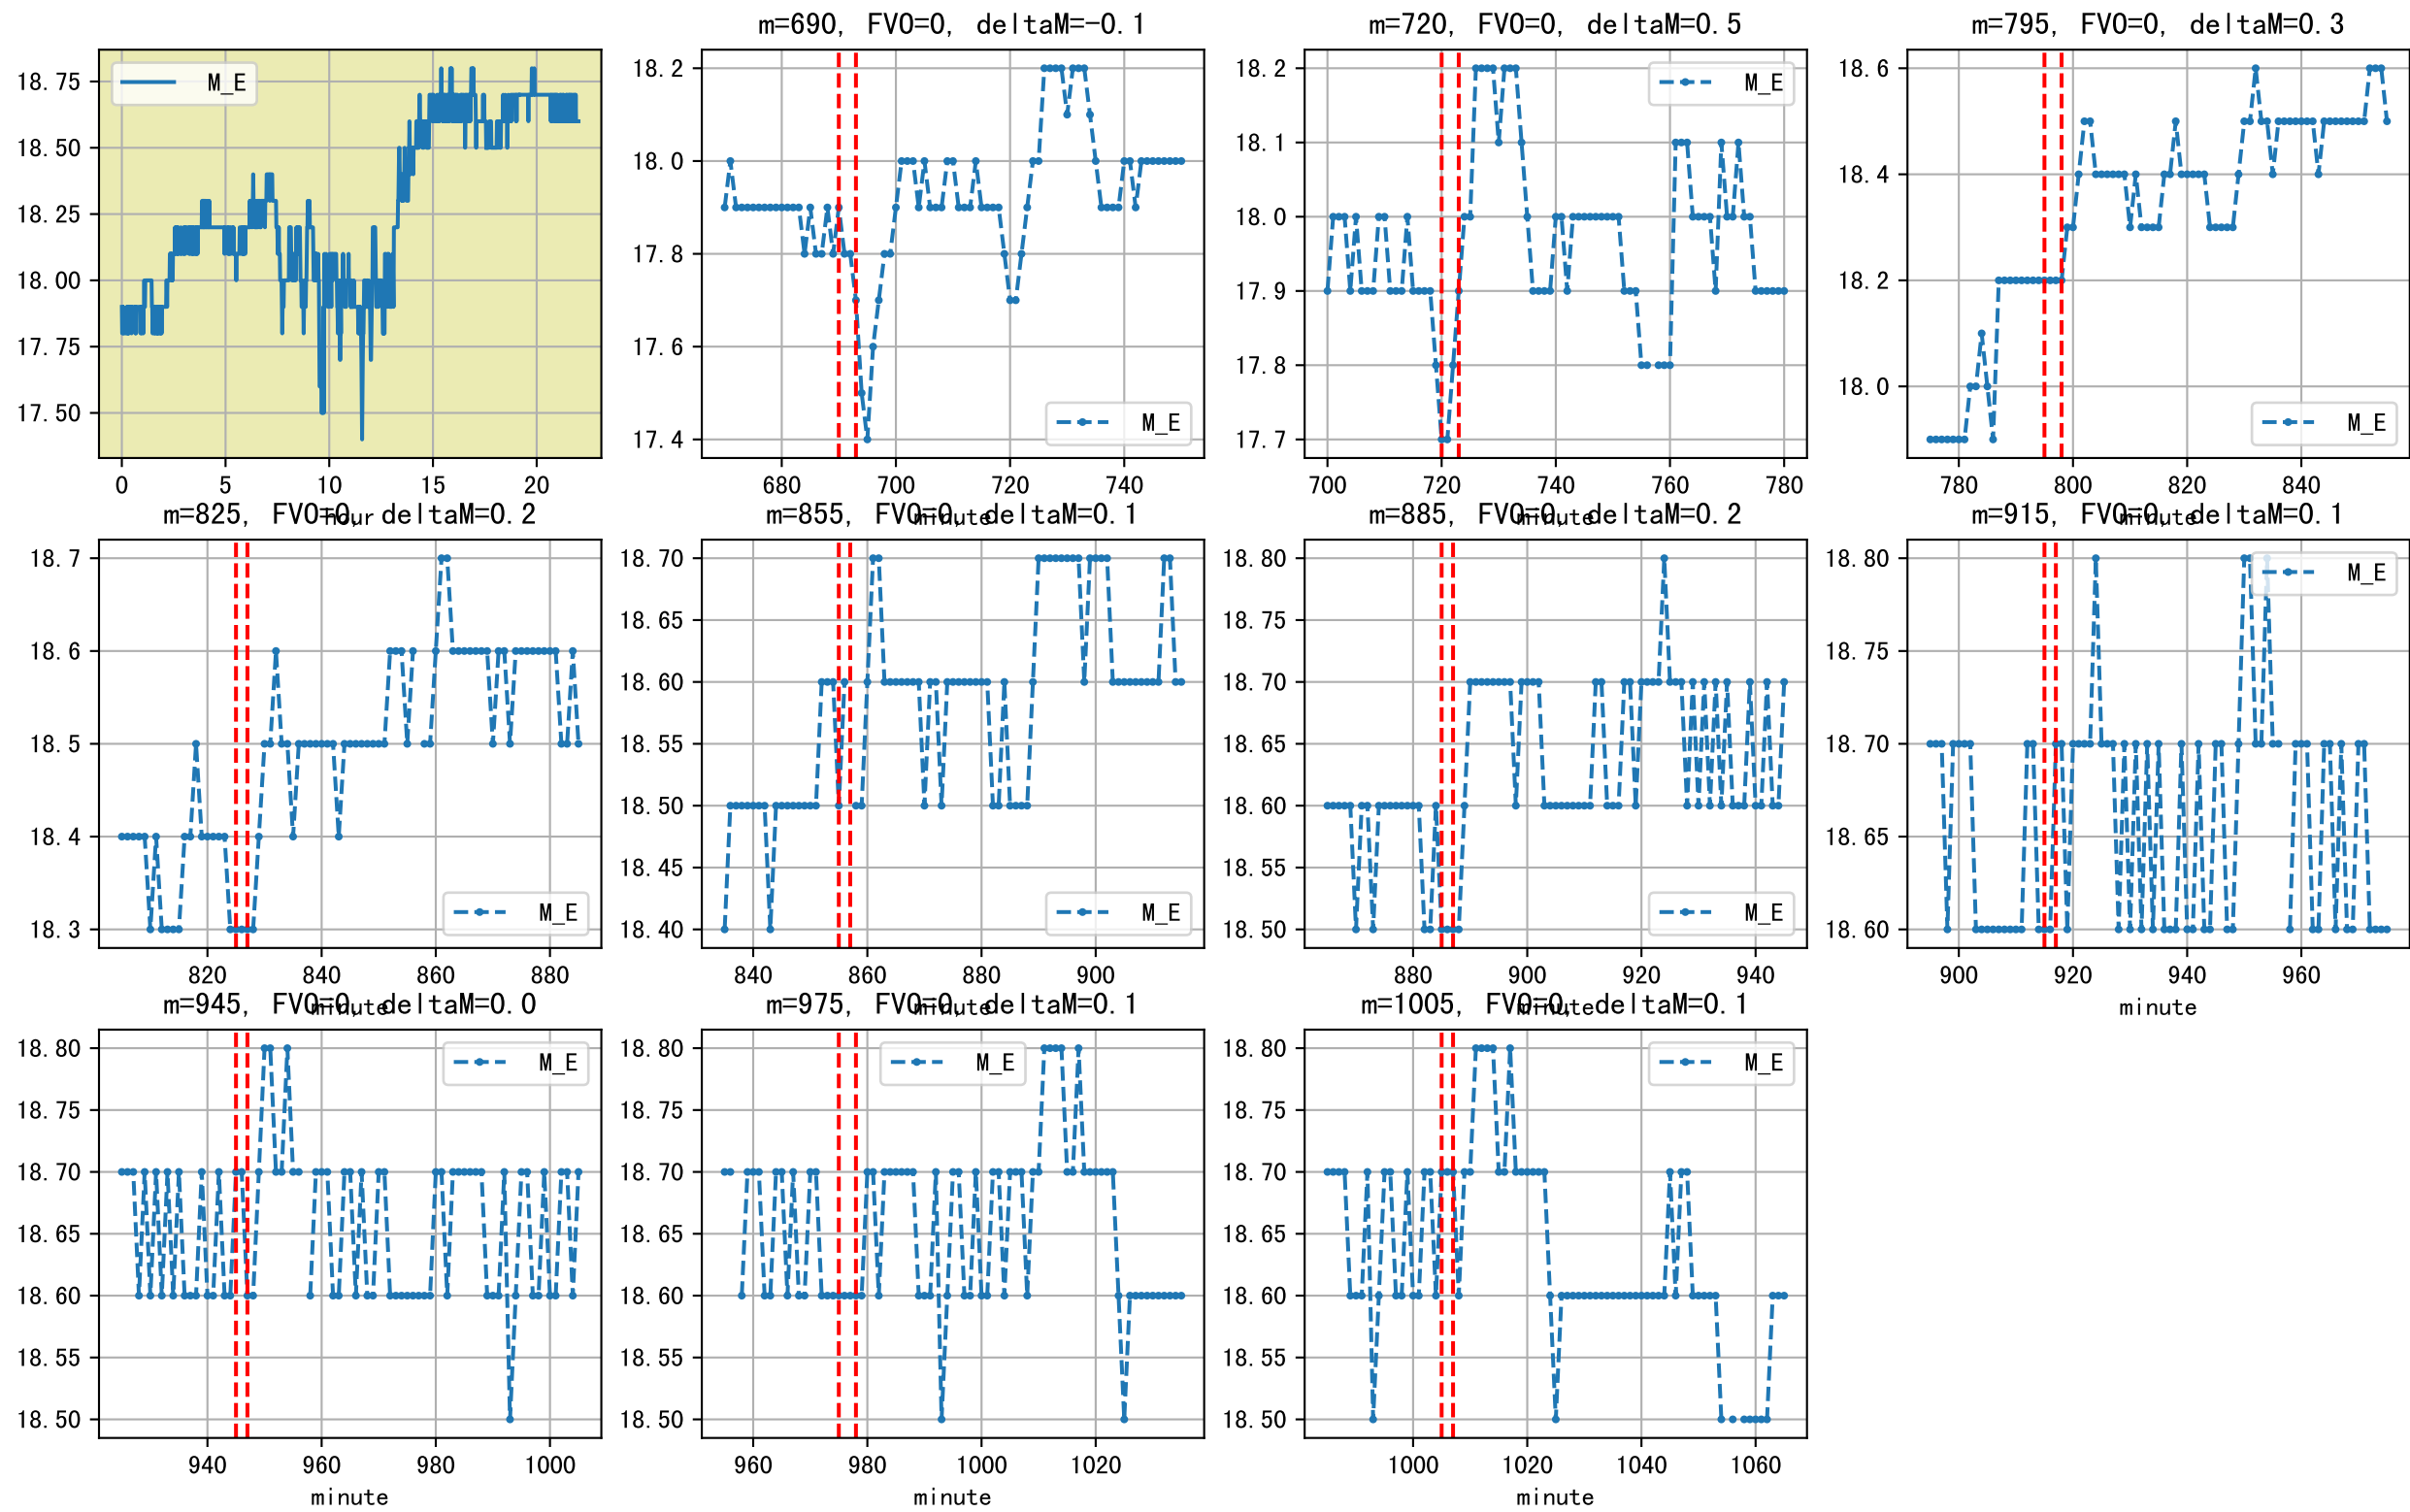 m=690, FVO=0, deltaM=-0.1
m=720, FVO=0, deltaM=0.5
m=795, FVO=0, deltaM=0.3
18.75
18.50
18.25
18.00
17.75
17.50
M_E
0 5 10 15 20
hour
18.2
18.0
17.8
17.6
17.4
M_E
680 700 720 740
minute
18.2
18.1
18.0
17.9
17.8
17.7
M_E
700 720 740 760 780
minute
18.6
18.4
18.2
18.0
M_E
780 800 820 840
minute
m=825, FVO=0, deltaM=0.2
m=855, FVO=0, deltaM=0.1
m=885, FVO=0, deltaM=0.2
m=915, FVO=0, deltaM=0.1
18.7
18.6
18.5
18.4
18.3
M_E
820 840 860 880
minute
18.70
18.65
18.60
18.55
18.50
18.45
18.40
M_E
840 860 880 900
minute
18.80
18.75
18.70
18.65
18.60
18.55
18.50
M_E
880 900 920 940
minute
18.80
18.75
18.70
18.65
18.60
M_E
900 920 940 960
minute
m=945, FVO=0, deltaM=0.0
m=975, FVO=0, deltaM=0.1
m=1005, FVO=0, deltaM=0.1
18.80
18.75
18.70
18.65
18.60
18.55
18.50
M_E
940 960 980 1000
minute
18.80
18.75
18.70
18.65
18.60
18.55
18.50
M_E
960 980 1000 1020
minute
18.80
18.75
18.70
18.65
18.60
18.55
18.50
M_E
1000 1020 1040 1060
minute